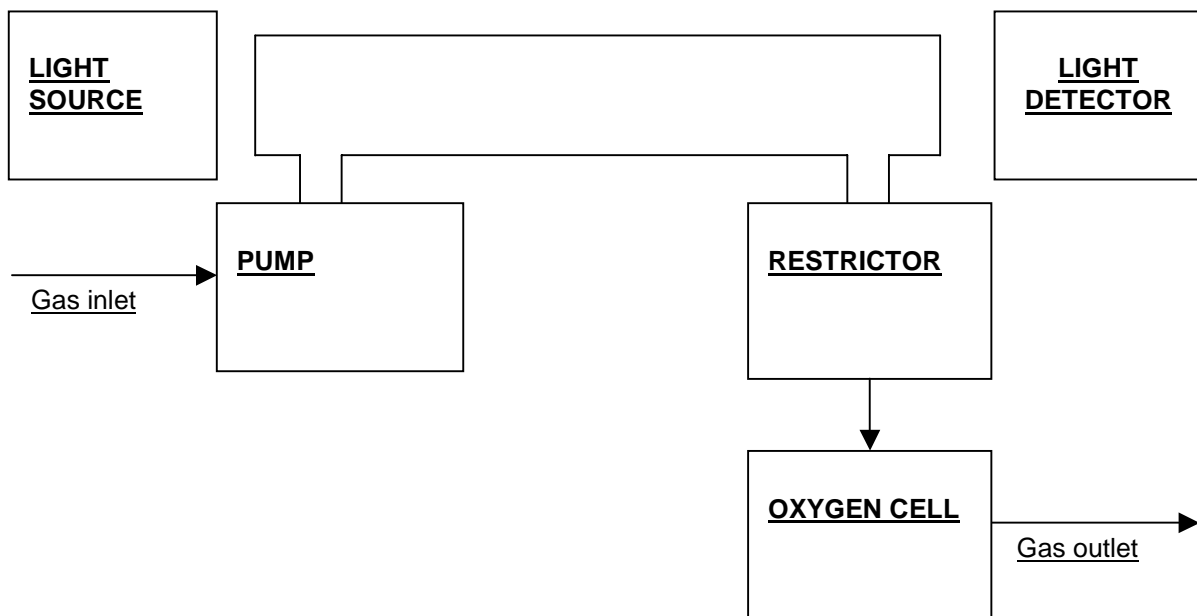 LIGHT
SOURCE
LIGHT
DETECTOR
PUMP
RESTRICTOR
Gas inlet
OXYGEN CELL
Gas outlet